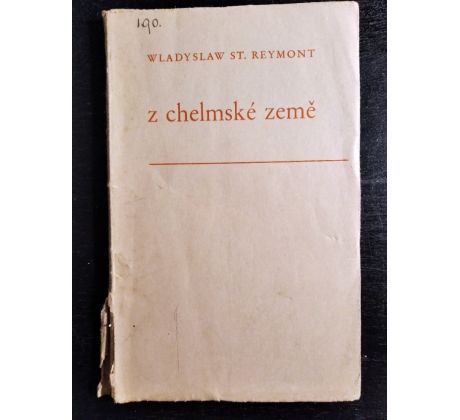 190.
WLADYSLAW ST. REYMONT
z chelmské země